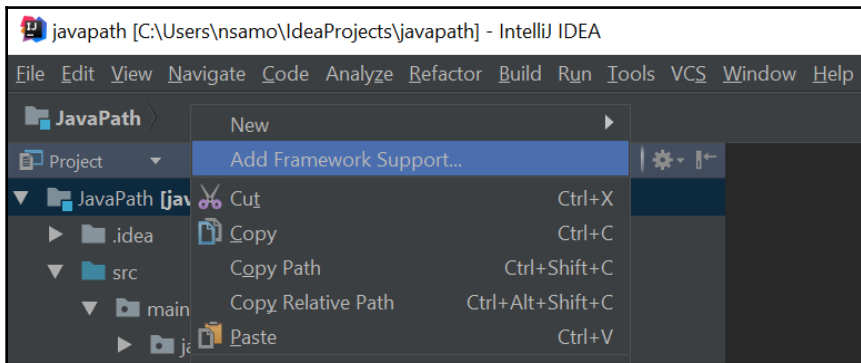 javapath [C:\Users\nsamo\IdeaProjects\javapath] - IntelliJ IDEA
File Edit View Navigate Code Analyze Refactor Build Run Tools VCS Window Help
JavaPath
New
Project
Add Framework Support...
JavaPath [jav
Cut Ctrl+X
.idea
Copy Ctrl+C
src
Copy Path Ctrl+Shift+C
main
Copy Relative Path Ctrl+Alt+Shift+C
Paste Ctrl+V